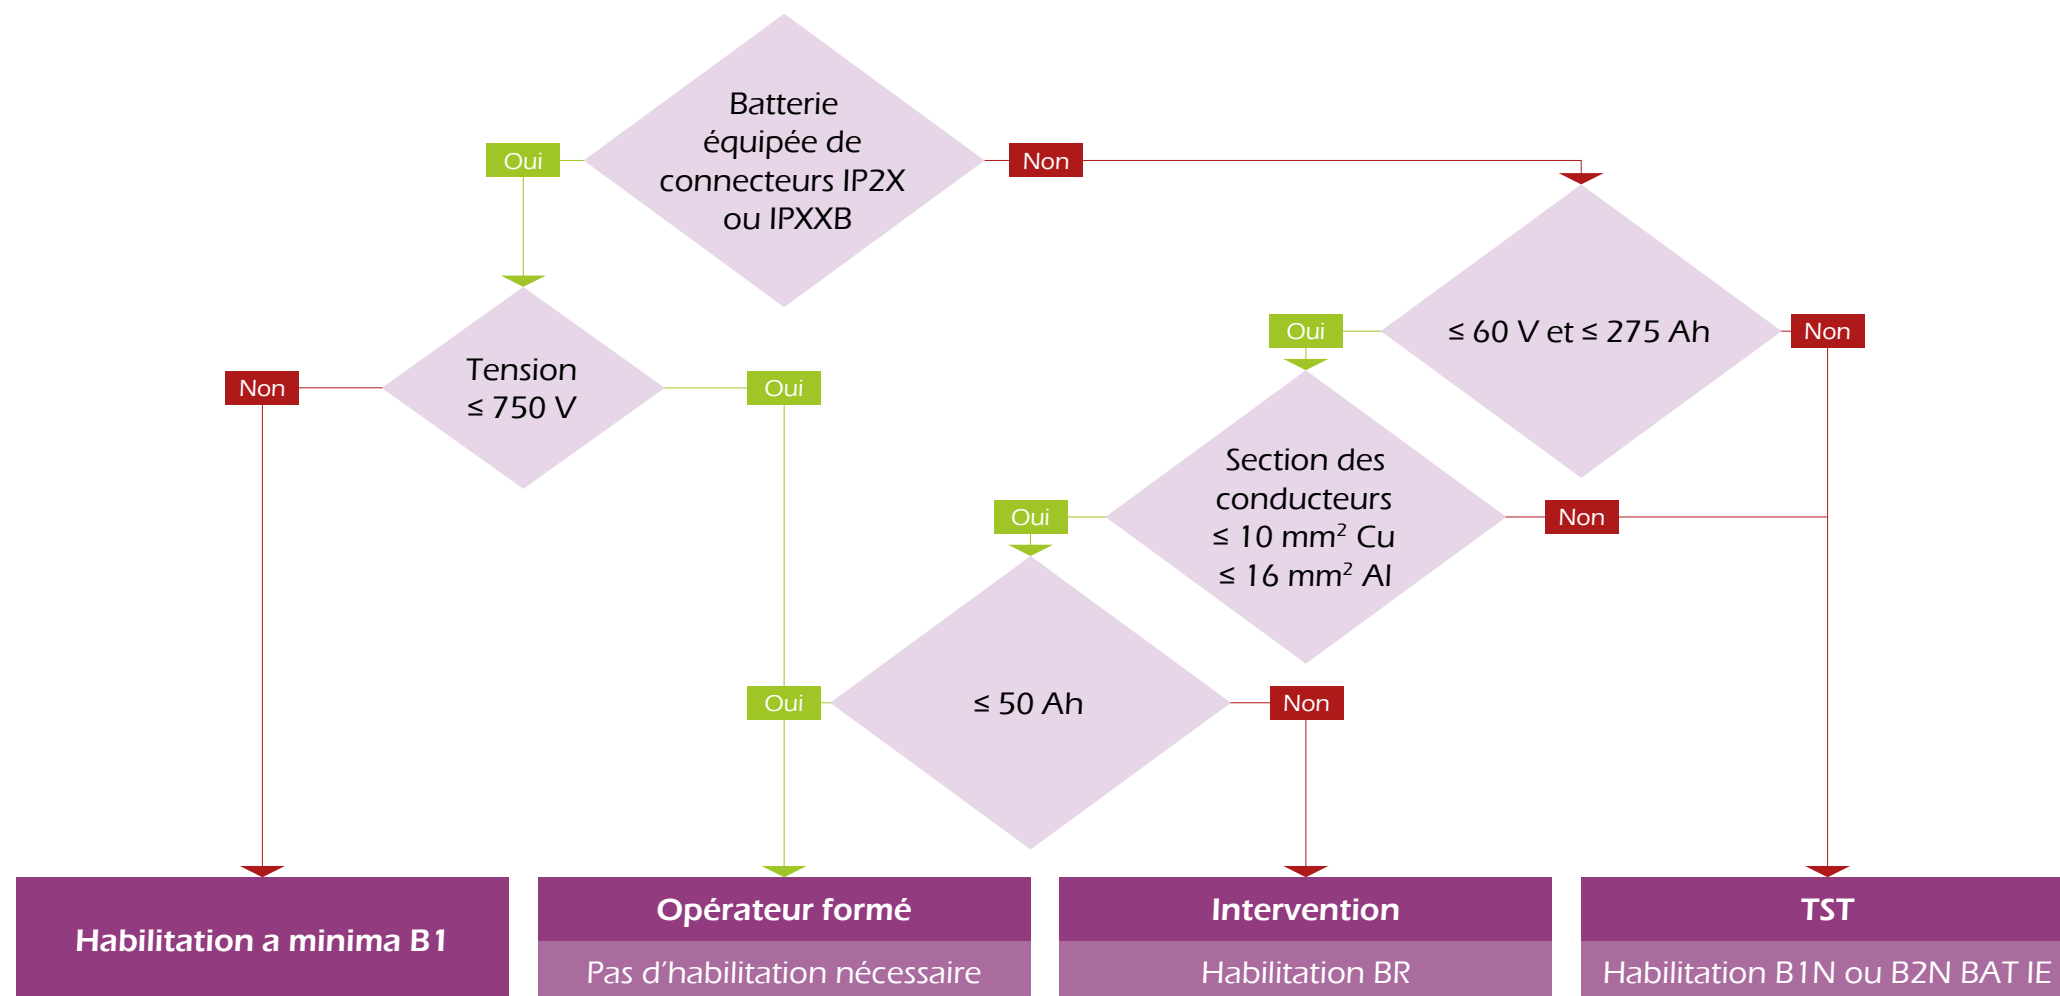 Batterie
équipée de
connecteurs IP2X
ou IPXXB
Oui
Non
Tension
≤ 750 V
Non
Oui
≤ 60 V et ≤ 275 Ah
Oui
Non
Section des
conducteurs
≤ 10 mm² Cu
≤ 16 mm² Al
Oui
Non
≤ 50 Ah
Oui
Non
Habilitation a minima B1
Opérateur formé
Pas d’habilitation nécessaire
Intervention
Habilitation BR
TST
Habilitation B1N ou B2N BAT IE